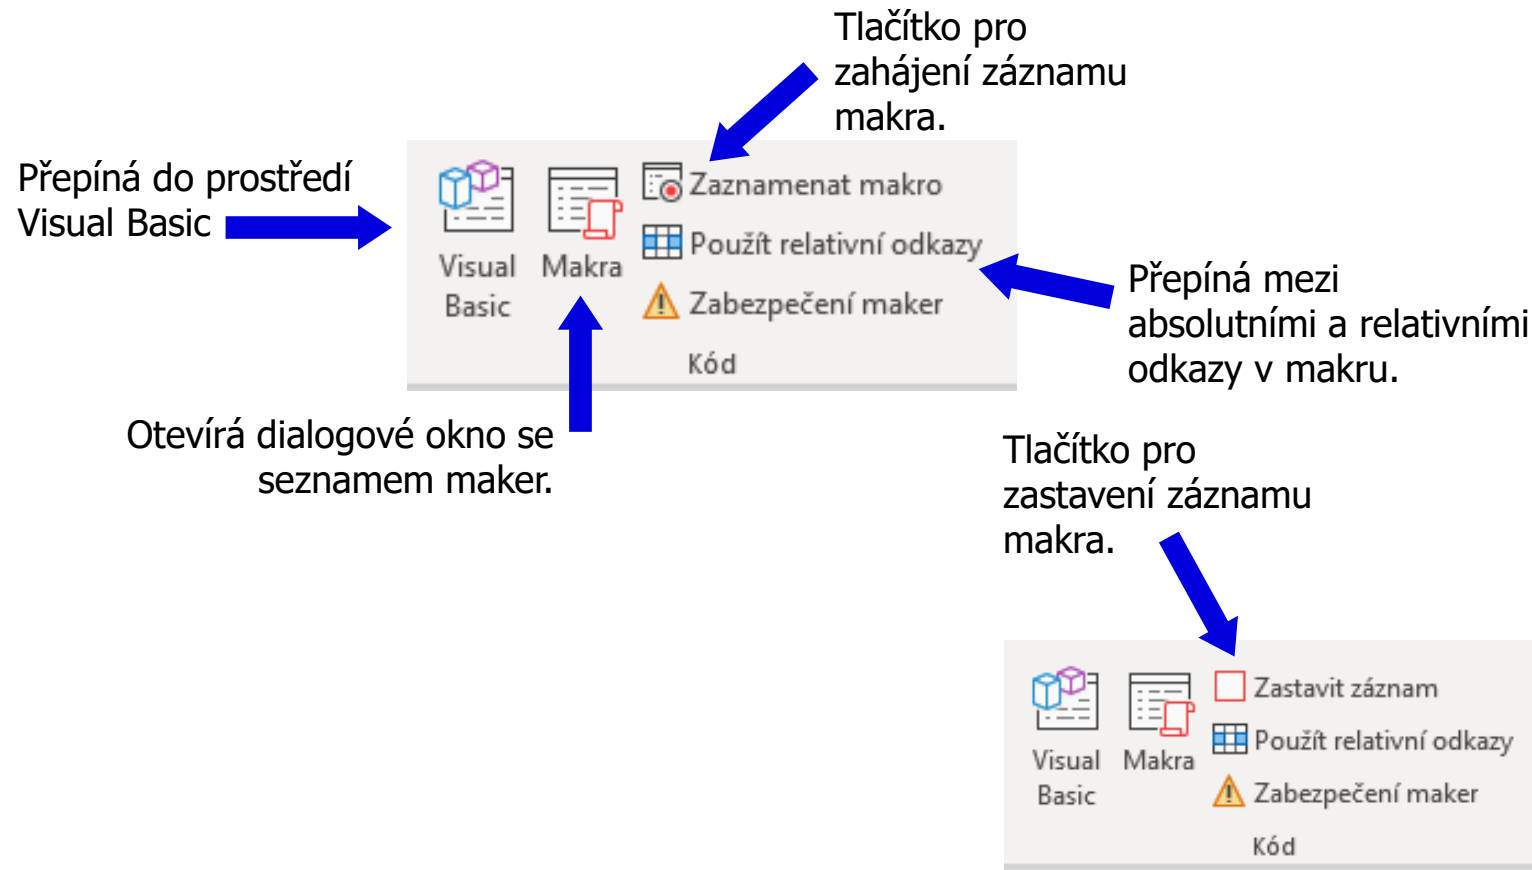 Tlačítko pro
zahájení záznamu
makra.
Přepíná do prostředí
Visual Basic
Visual
Basic
Makra
Zaznamenat makro
Použít relativní odkazy
Zabezpečení maker
Kód
Přepíná mezi
absolutními a relativními
odkazy v makru.
Otevírá dialogové okno se
seznamem maker.
Tlačítko pro
zastavení záznamu
makra.
Visual
Basic
Makra
Zastavit záznam
Použít relativní odkazy
Zabezpečení maker
Kód